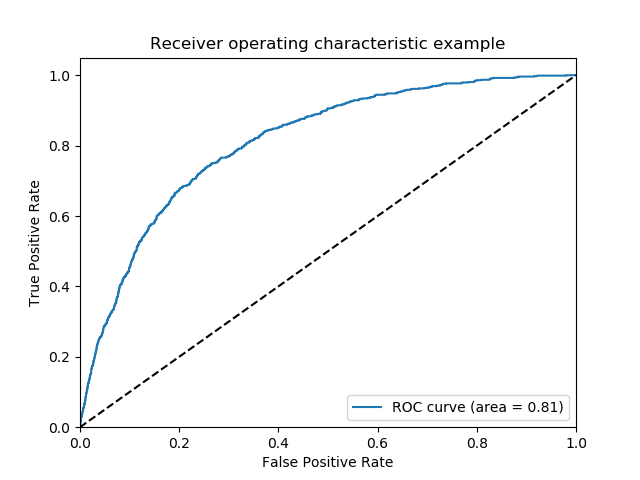 Receiver operating characteristic example
True Positive Rate
1.0
0.8
0.6
0.4
0.2
0.0
ROC curve (area = 0.81)
0.0 0.2 0.4 0.6 0.8 1.0
False Positive Rate